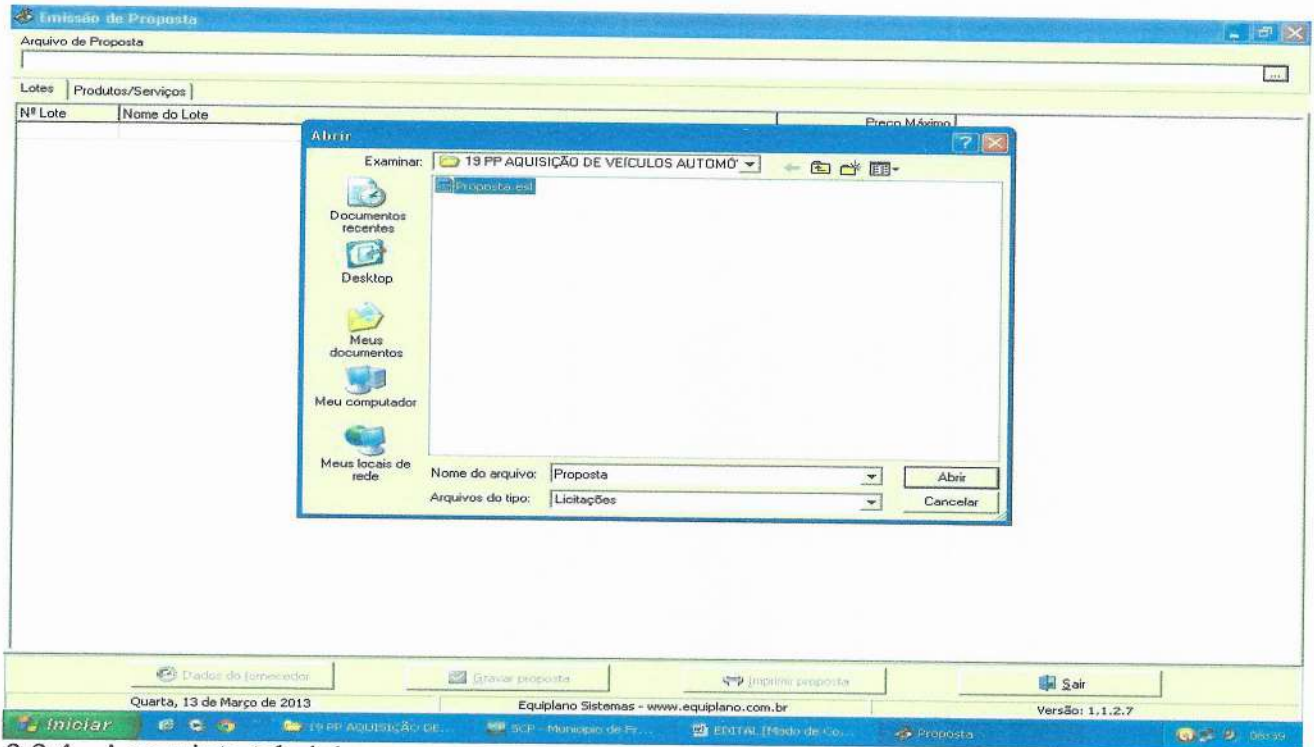 Emissão de Proposta
Arquivo de Proposta
...
Lotes Produtos/Serviços
Nº Lote Nome do Lote Preço Máximo
Abrir
Examinar: 19 PP AQUISIÇÃO DE VEÍCULOS AUTOMÓ
Proposta.esl
Documentos recentes
Desktop
Meus documentos
Meu computador
Meus locais de rede
Nome do arquivo: Proposta Abrir
Arquivos do tipo: Licitações Cancelar
Dados do fornecedor Gravar proposta Imprimir proposta Sair
Quarta, 13 de Março de 2013 Equiplano Sistemas - www.equiplano.com.br Versão: 1.1.2.7
Iniciar 19 PP AQUISIÇÃO DE... SCP - Município de Fr... EDITAL [Modo de Co... Proposta 08:39